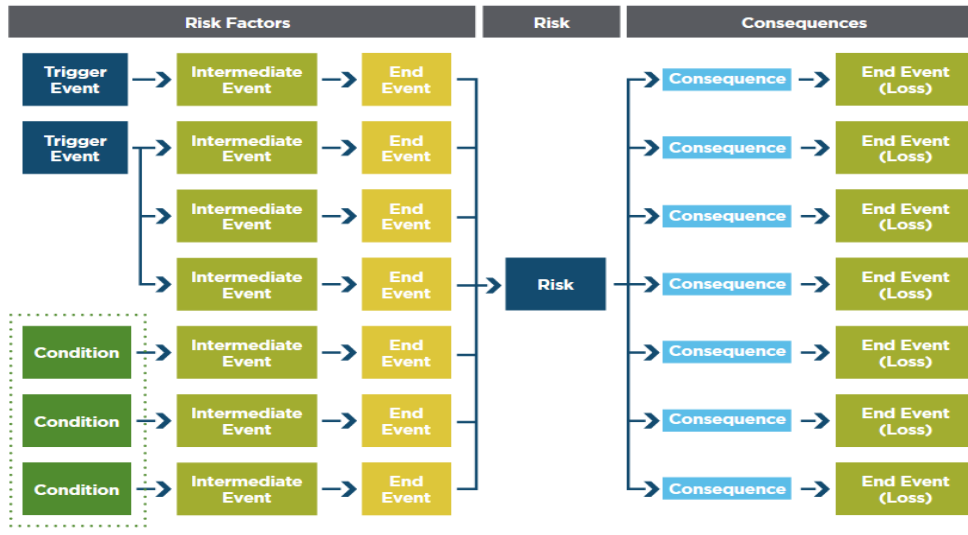 Risk Factors
Risk
Consequences
Trigger
Event
Intermediate
Event
End
Event
Consequence
End Event
(Loss)
Trigger
Event
Intermediate
Event
End
Event
Consequence
End Event
(Loss)
Intermediate
Event
End
Event
Consequence
End Event
(Loss)
Intermediate
Event
End
Event
Risk
Consequence
End Event
(Loss)
Condition
Intermediate
Event
End
Event
Consequence
End Event
(Loss)
Condition
Intermediate
Event
End
Event
Consequence
End Event
(Loss)
Condition
Intermediate
Event
End
Event
Consequence
End Event
(Loss)